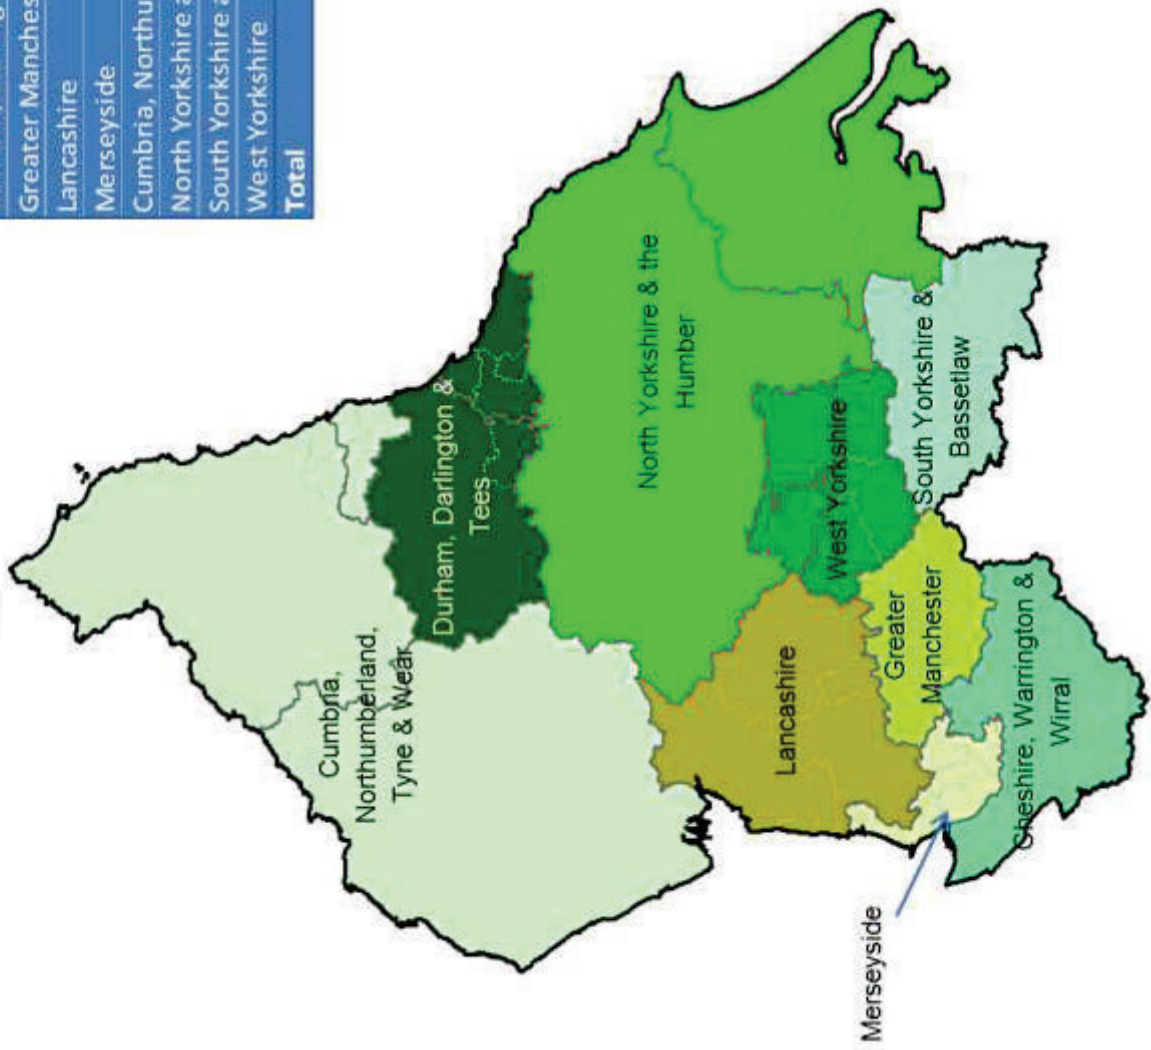 Greater Manches
Lancashire
Merseyside
Cumbria, Northu
North Yorkshire a
South Yorkshire a
West Yorkshire
Total
Cumbria,
Northumberland,
Tyne & Wear
Durham, Darlington &
Tees
North Yorkshire & the
Humber
Lancashire
West Yorkshire
Greater
Manchester
South Yorkshire &
Bassetlaw
Merseyside
Cheshire, Warrington &
Wirral